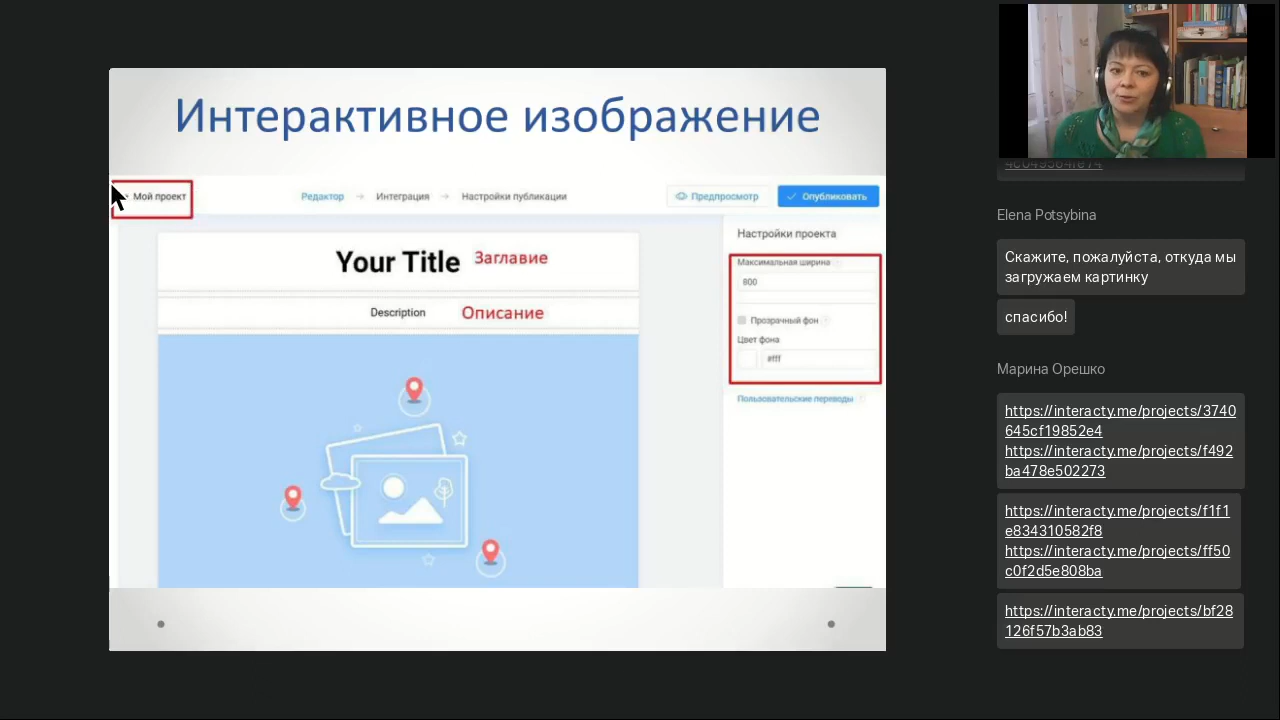 Интерактивное изображение
Мой проект
Редактор → Интеграция → Настройки публикации
Предпросмотр
Опубликовать
Your Title Заглавие
Description Описание
Настройки проекта
Максимальная ширина
800
Прозрачный фон
Цвет фона
#fff
Пользовательские переводы
4c049584fe74
Elena Potsybina
Скажите, пожалуйста, откуда мы
загружаем картинку
спасибо!
Марина Орешко
https://interacty.me/projects/3740
645cf19852e4
https://interacty.me/projects/f492
ba478e502273
https://interacty.me/projects/f1f1
e834310582f8
https://interacty.me/projects/ff50
c0f2d5e808ba
https://interacty.me/projects/bf28
126f57b3ab83